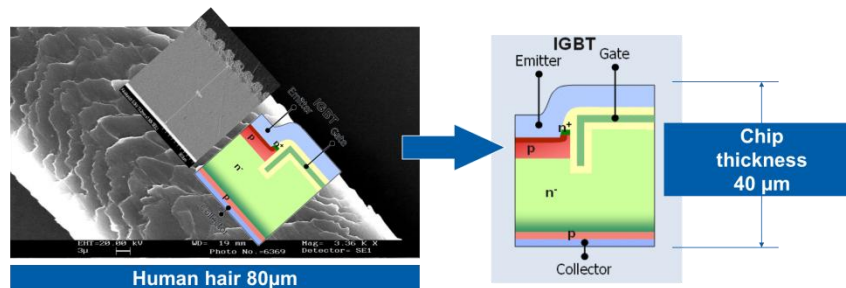 IGBT
Emitter
Gate
n+
p
n-
p
Collector
Chip
thickness
40 µm
Emitter
IGBT
Gate
n+
p
n-
p
EHT=20.00 kV WD= 19 mm Mag= 3.36 K X
3µ Photo No.=6369 Detector= SE1
Human hair 80µm